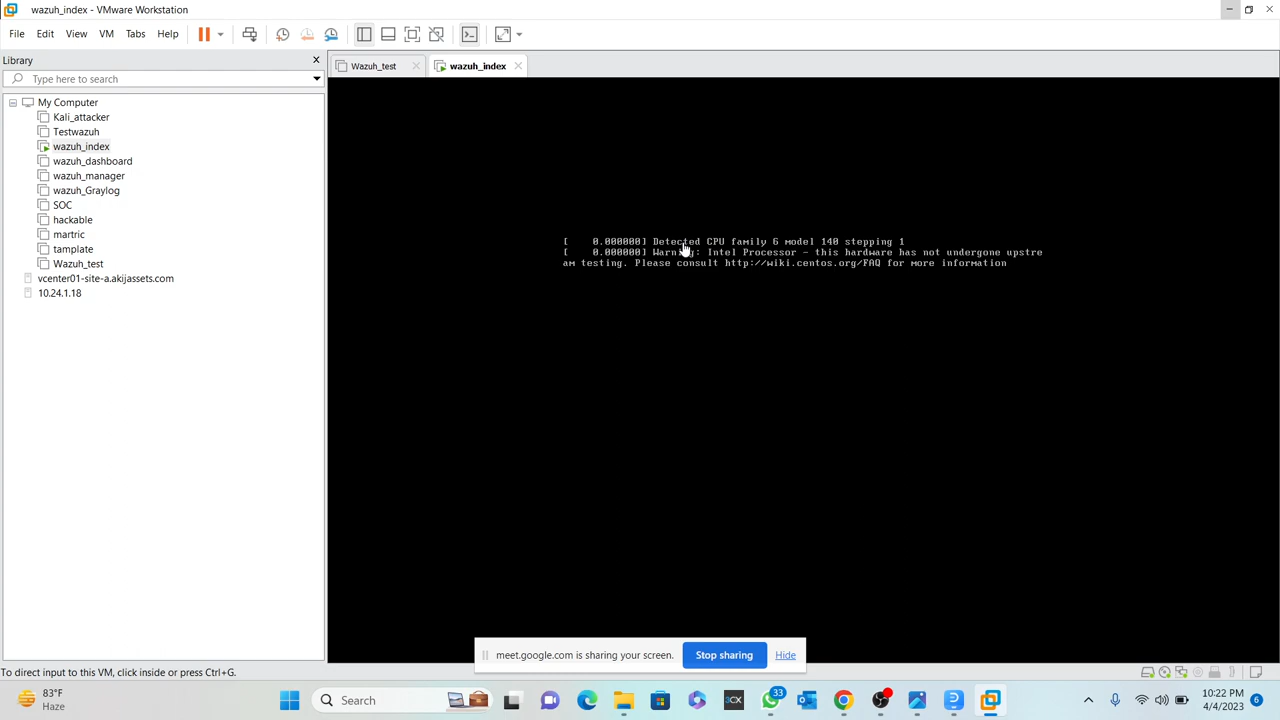 wazuh_index - VMware Workstation
File Edit View VM Tabs Help
Library
Type here to search
My Computer
Kali_attacker
Testwazuh
wazuh_index
wazuh_dashboard
wazuh_manager
wazuh_Graylog
SOC
hackable
martric
tamplate
Wazuh_test
vcenter01-site-a.akijassets.com
10.24.1.18
Wazuh_test wazuh_index
[    0.000000] Detected CPU family 6 model 140 stepping 1
[    0.000000] Warning: Intel Processor - this hardware has not undergone upstre
am testing. Please consult http://wiki.centos.org/FAQ for more information
meet.google.com is sharing your screen. Stop sharing Hide
To direct input to this VM, click inside or press Ctrl+G.
83°F
Haze
Search
3CX
33
10:22 PM
4/4/2023
6